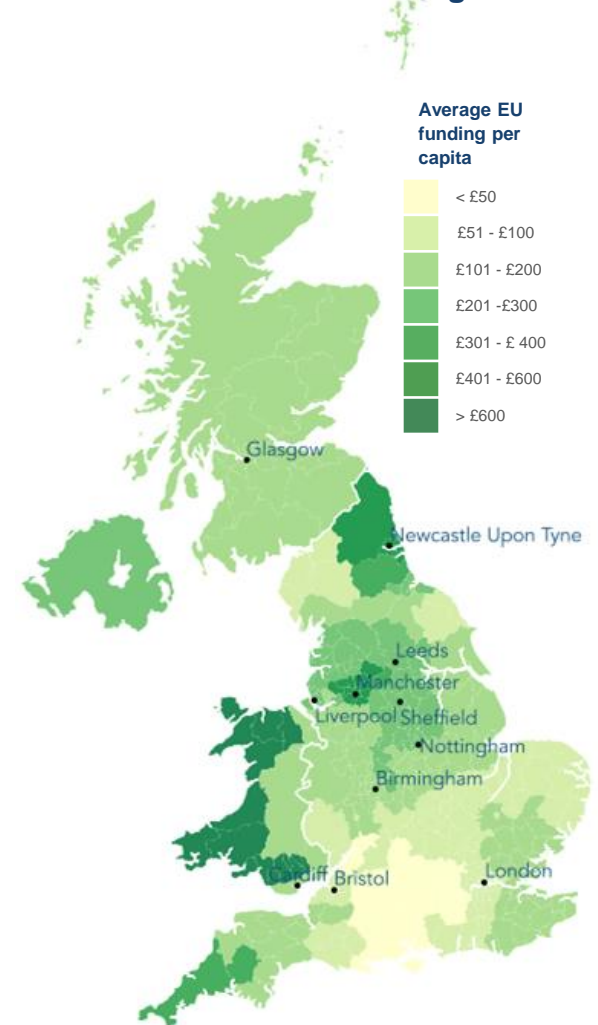 g
Average EU
funding per
capita
< £50
£51 - £100
£101 - £200
£201 -£300
£301 - £ 400
£401 - £600
> £600
Glasgow
Newcastle Upon Tyne
Leeds
Manchester
Liverpool Sheffield
Nottingham
Birmingham
Cardiff Bristol
London